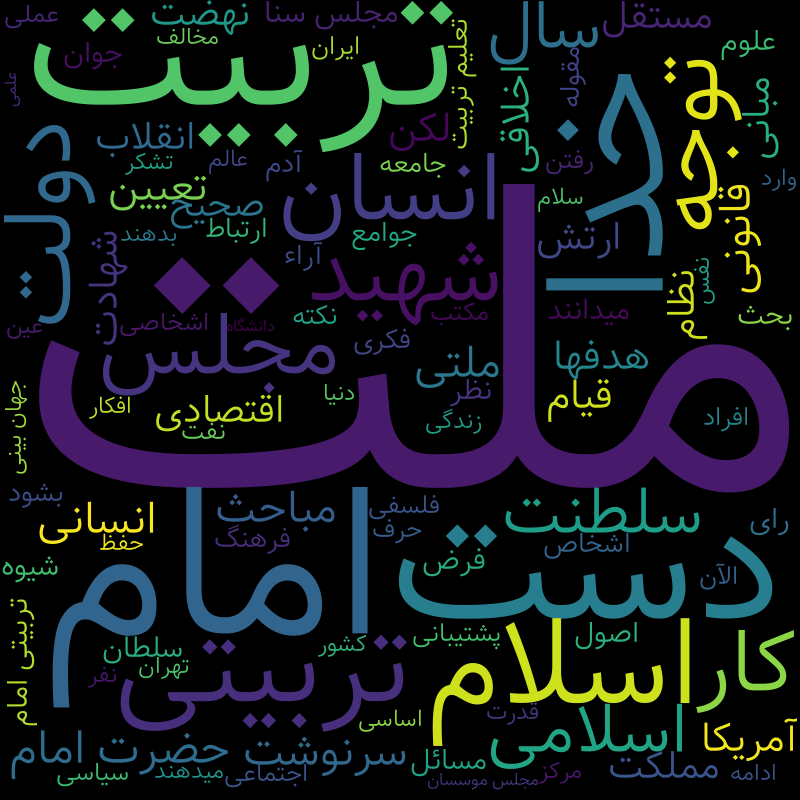 عملی
نهضت
مجلس سنا
مستقل
تربیت
سال
علوم
جوان
مخالف
ایران
تعلیم تربیت
مقوله
علمی
اخلاقی
خدا
توجه
مبانی
انقلاب
لکن
دولت
تشکر
عالم
آدم
جامعه
رفتن
وارد
تعیین
انسان
سلام
قانونی
صحیح
بدهند
ارتباط
جوامع
ارتش
شهادت
آراء
شهید
نفس
نظام
عین
اشخاصی
دانشگاه
نکته
مکتب
میدانند
بحث
مجلس
فکری
ملتی
هدفها
ملت
جهان بینی
افکار
اقتصادی
دنیا
نظر
قیام
نفت
زندگی
افراد
بشود
مباحث
فلسفی
سلطنت
رای
انسانی
حفظ
فرهنگ
حرف
اشخاص
شیوه
امام
فرض
دست
الآن
تربیتی امام
سلطان
تهران
نفر
تربیتی
کشور
پشتیبانی
اسلام
اصول
کار
اساسی
قدرت
حضرت امام
سرنوشت
اسلامی
آمریکا
سیاسی
میدهند
اجتماعی
مسائل
مجلس موسسان
مرکز
مملکت
ادامه